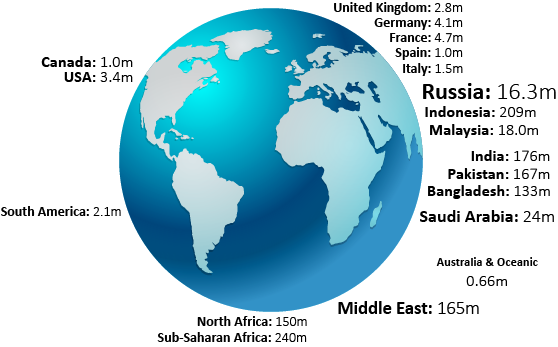 United Kingdom: 2.8m
Germany: 4.1m
France: 4.7m
Spain: 1.0m
Italy: 1.5m
Canada: 1.0m
USA: 3.4m
Russia: 16.3m
Indonesia: 209m
Malaysia: 18.0m
India: 176m
Pakistan: 167m
Bangladesh: 133m
South America: 2.1m
Saudi Arabia: 24m
Australia & Oceanic
0.66m
Middle East: 165m
North Africa: 150m
Sub-Saharan Africa: 240m